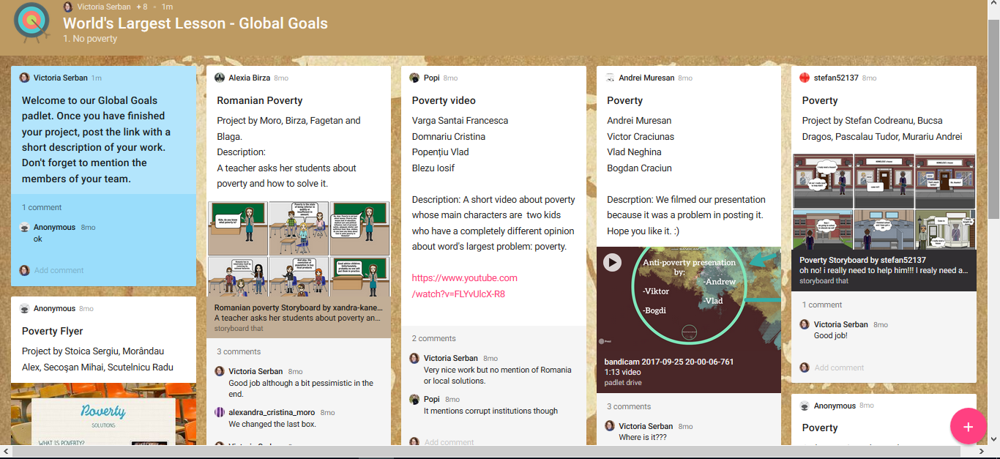 Victoria Serban +8 • 1m
World's Largest Lesson - Global Goals
1. No poverty
Victoria Serban 1m
Welcome to our Global Goals
padlet. Once you have finished
your project, post the link with a
short description of your work.
Don't forget to mention the
members of your team.
1 comment
Anonymous 8mo
ok
Add comment
Anonymous 8mo
Poverty Flyer
Project by Stoica Sergiu, Morândau
Alex, Secoşan Mihai, Scutelnicu Radu
Poverty
SOLUTIONS
WHAT IS POVERTY?
Alexia Birza 8mo
Romanian Poverty
Project by Moro, Birza, Fagetan and
Blaga.
Description:
A teacher asks her students about
poverty and how to solve it.
Kids, do you know
what poverty is?
Romanian poverty Storyboard by xandra-kane...
A teacher asks her students about poverty an...
storyboard that
3 comments
Victoria Serban 8mo
Good job although a bit pessimistic in the
end.
alexandra_cristina_moro 8mo
We changed the last box.
Popi 8mo
Poverty video
Varga Santai Francesca
Domnariu Cristina
Popenţiu Vlad
Blezu Iosif
Description: A short video about poverty
whose main characters are two kids
who have a completely different opinion
about word's largest problem: poverty.
https://www.youtube.com
/watch?v=FLYvUlcX-R8
2 comments
Victoria Serban 8mo
Very nice work but no mention of Romania
or local solutions.
Popi 8mo
It mentions corrupt institutions though
Add comment
Andrei Muresan 8mo
Poverty
Andrei Muresan
Victor Craciunas
Vlad Neghina
Bogdan Craciun
Descrption: We filmed our presentation
because it was a problem in posting it.
Hope you like it. :)
Anti-poverty presenation
by:
-Andrew
-Viktor
-Vlad
-Bogdi
bandicam 2017-09-25 20-00-06-761
1:13 video
padlet drive
3 comments
Victoria Serban 8mo
Where is it???
stefan52137 8mo
Poverty
Project by Stefan Codreanu, Bucsa
Dragos, Pascalau Tudor, Murariu Andrei
Poverty Storyboard by stefan52137
oh no! i really need to help him!!! I realy need a...
storyboard that
1 comment
Victoria Serban 8mo
Good job!
Add comment
Anonymous 8mo
Poverty